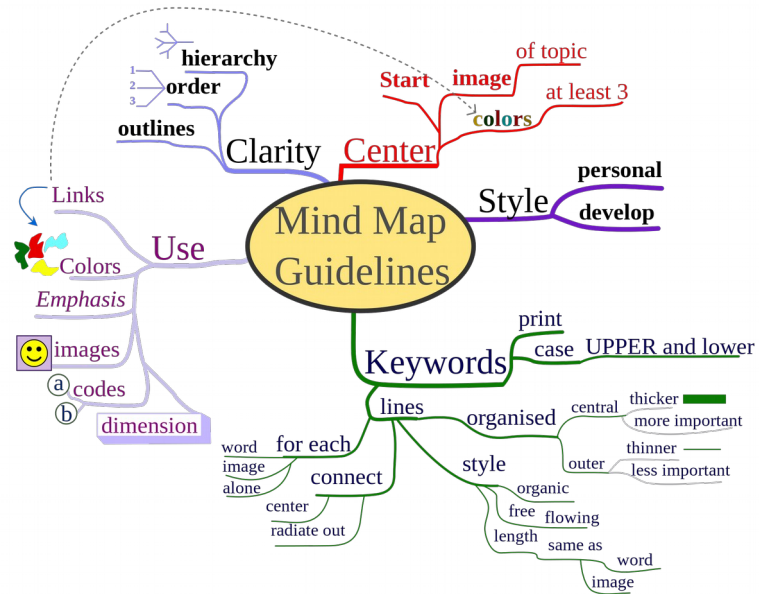 Mind Map
Guidelines
Center
Start
image
of topic
colors
at least 3
Style
personal
develop
Keywords
print
case
UPPER and lower
lines
organised
central
thicker
more important
outer
thinner
less important
style
organic
free
flowing
length
same as
word
image
connect
center
radiate out
for each
word
image
alone
Use
Links
Colors
Emphasis
images
codes
a
b
dimension
Clarity
hierarchy
order
1
2
3
outlines